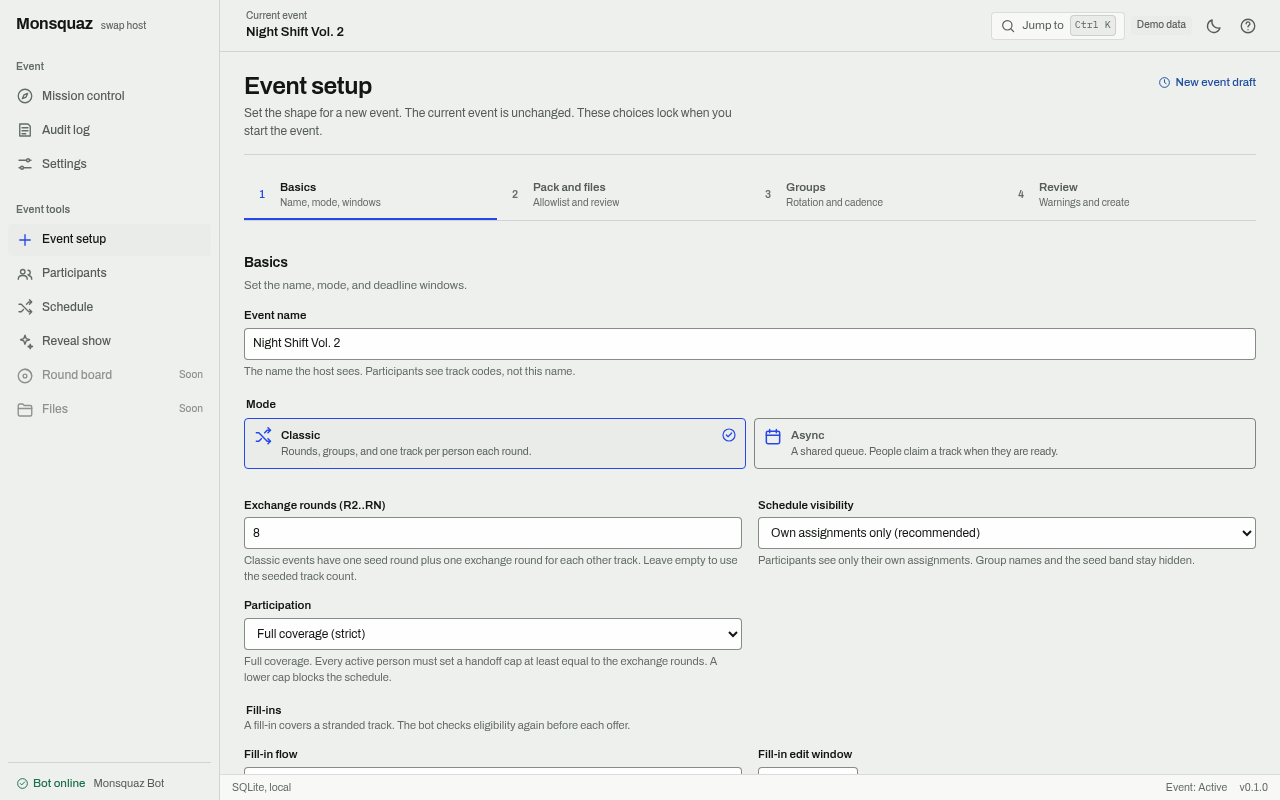 Monsquaz swap host
Event
Mission control
Audit log
Settings
Event tools
Event setup
Participants
Schedule
Reveal show
Round board Soon
Files Soon
Bot online Monsquaz Bot
Current event
Night Shift Vol. 2
Jump to Ctrl K
Demo data
Event setup
New event draft
Set the shape for a new event. The current event is unchanged. These choices lock when you
start the event.
1 Basics
Name, mode, windows
2 Pack and files
Allowlist and review
3 Groups
Rotation and cadence
4 Review
Warnings and create
Basics
Set the name, mode, and deadline windows.
Event name
Night Shift Vol. 2
The name the host sees. Participants see track codes, not this name.
Mode
Classic
Rounds, groups, and one track per person each round.
Async
A shared queue. People claim a track when they are ready.
Exchange rounds (R2..RN)
8
Classic events have one seed round plus one exchange round for each other track. Leave empty to use
the seeded track count.
Schedule visibility
Own assignments only (recommended)
Participants see only their own assignments. Group names and the seed band stay hidden.
Participation
Full coverage (strict)
Full coverage. Every active person must set a handoff cap at least equal to the exchange rounds. A
lower cap blocks the schedule.
Fill-ins
A fill-in covers a stranded track. The bot checks eligibility again before each offer.
Fill-in flow
Fill-in edit window
SQLite, local
Event: Active v0.1.0